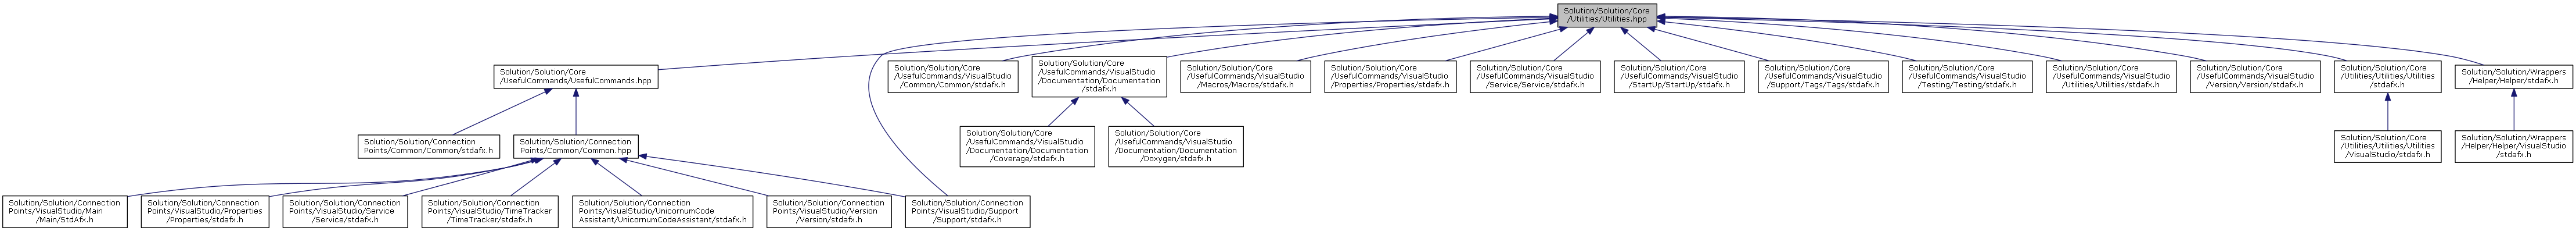 Solution/Solution/Core
/Utilities/Utilities.hpp
Solution/Solution/Core
/UsefulCommands/UsefulCommands.hpp
Solution/Solution/Core
/UsefulCommands/VisualStudio
/Common/Common/stdafx.h
Solution/Solution/Core
/UsefulCommands/VisualStudio
/Documentation/Documentation
/stdafx.h
Solution/Solution/Core
/UsefulCommands/VisualStudio
/Macros/Macros/stdafx.h
Solution/Solution/Core
/UsefulCommands/VisualStudio
/Properties/Properties/stdafx.h
Solution/Solution/Core
/UsefulCommands/VisualStudio
/Service/Service/stdafx.h
Solution/Solution/Core
/UsefulCommands/VisualStudio
/StartUp/StartUp/stdafx.h
Solution/Solution/Core
/UsefulCommands/VisualStudio
/Support/Tags/Tags/stdafx.h
Solution/Solution/Core
/UsefulCommands/VisualStudio
/Testing/Testing/stdafx.h
Solution/Solution/Core
/UsefulCommands/VisualStudio
/Utilities/Utilities/stdafx.h
Solution/Solution/Core
/UsefulCommands/VisualStudio
/Version/Version/stdafx.h
Solution/Solution/Core
/Utilities/Utilities/Utilities
/stdafx.h
Solution/Solution/Wrappers
/Helper/Helper/stdafx.h
Solution/Solution/Connection
Points/Common/Common/stdafx.h
Solution/Solution/Connection
Points/Common/Common.hpp
Solution/Solution/Core
/UsefulCommands/VisualStudio
/Documentation/Documentation
/Coverage/stdafx.h
Solution/Solution/Core
/UsefulCommands/VisualStudio
/Documentation/Documentation
/Doxygen/stdafx.h
Solution/Solution/Core
/Utilities/Utilities/Utilities
/VisualStudio/stdafx.h
Solution/Solution/Wrappers
/Helper/Helper/VisualStudio
/stdafx.h
Solution/Solution/Connection
Points/VisualStudio/Main
/Main/StdAfx.h
Solution/Solution/Connection
Points/VisualStudio/Properties
/Properties/stdafx.h
Solution/Solution/Connection
Points/VisualStudio/Service
/Service/stdafx.h
Solution/Solution/Connection
Points/VisualStudio/TimeTracker
/TimeTracker/stdafx.h
Solution/Solution/Connection
Points/VisualStudio/UnicornumCode
Assistant/UnicornumCodeAssistant/stdafx.h
Solution/Solution/Connection
Points/VisualStudio/Version
/Version/stdafx.h
Solution/Solution/Connection
Points/VisualStudio/Support
/Support/stdafx.h